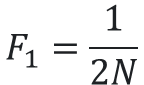 F₁ = 1/2N